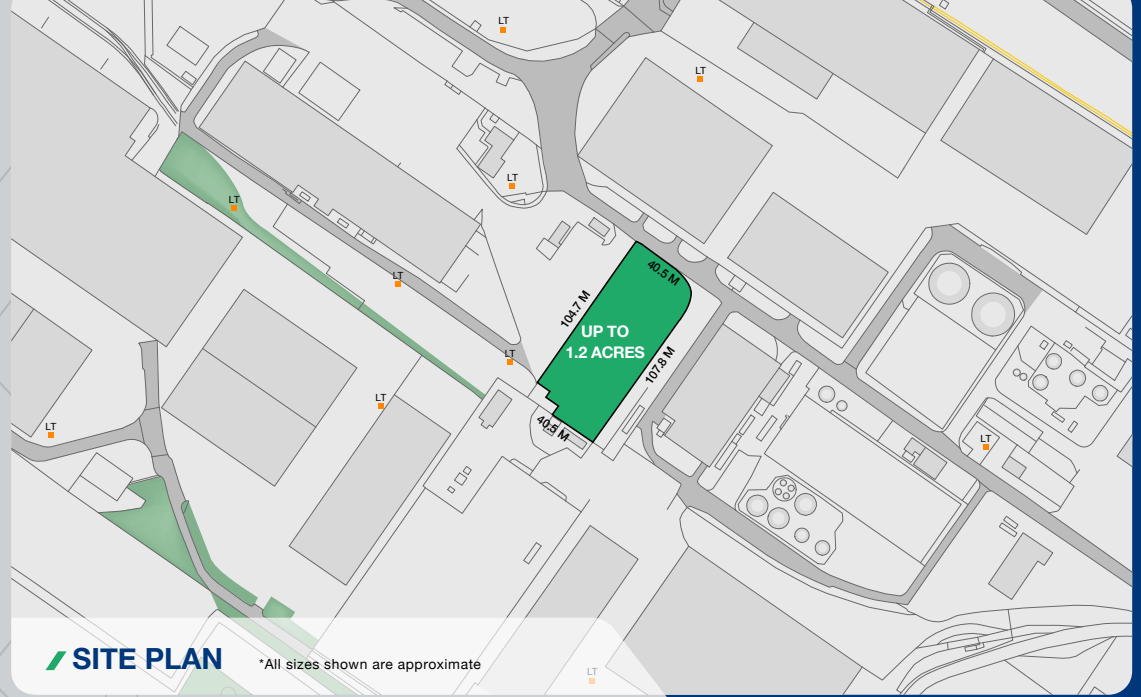 LT
LT
LT
LT
LT
LT
LT
LT
LT
LT
40.5 M
104.7 M
UP TO
1.2 ACRES
107.8 M
40.5 M
SITE PLAN
*All sizes shown are approximate